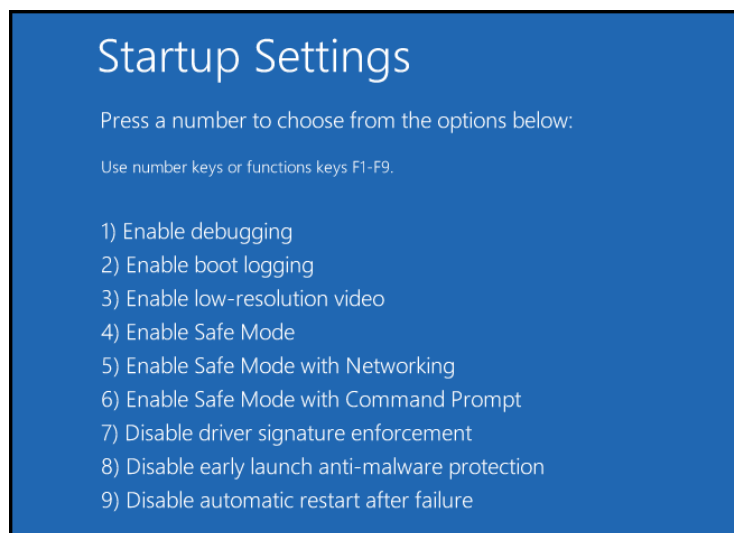 Startup Settings
Press a number to choose from the options below:
Use number keys or functions keys F1-F9.
1) Enable debugging
2) Enable boot logging
3) Enable low-resolution video
4) Enable Safe Mode
5) Enable Safe Mode with Networking
6) Enable Safe Mode with Command Prompt
7) Disable driver signature enforcement
8) Disable early launch anti-malware protection
9) Disable automatic restart after failure